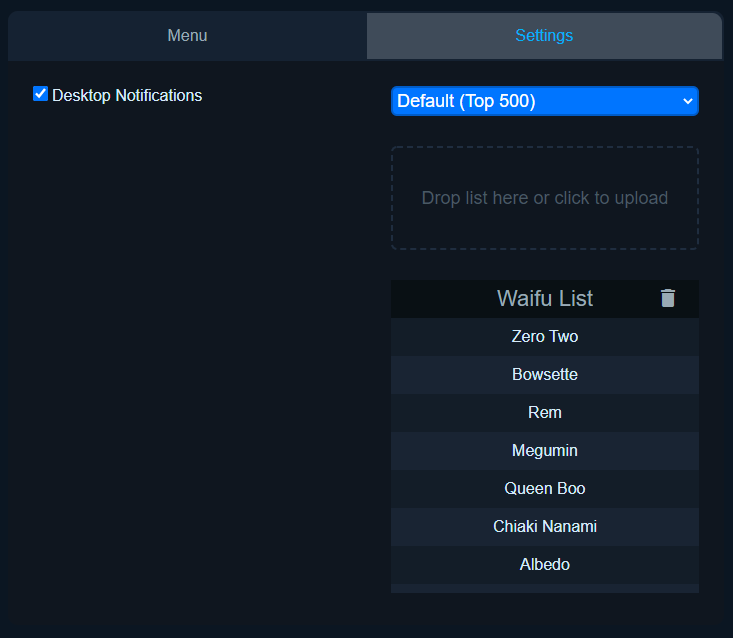 Menu
Settings
Desktop Notifications
Default (Top 500)
Drop list here or click to upload
Waifu List
Zero Two
Bowsette
Rem
Megumin
Queen Boo
Chiaki Nanami
Albedo